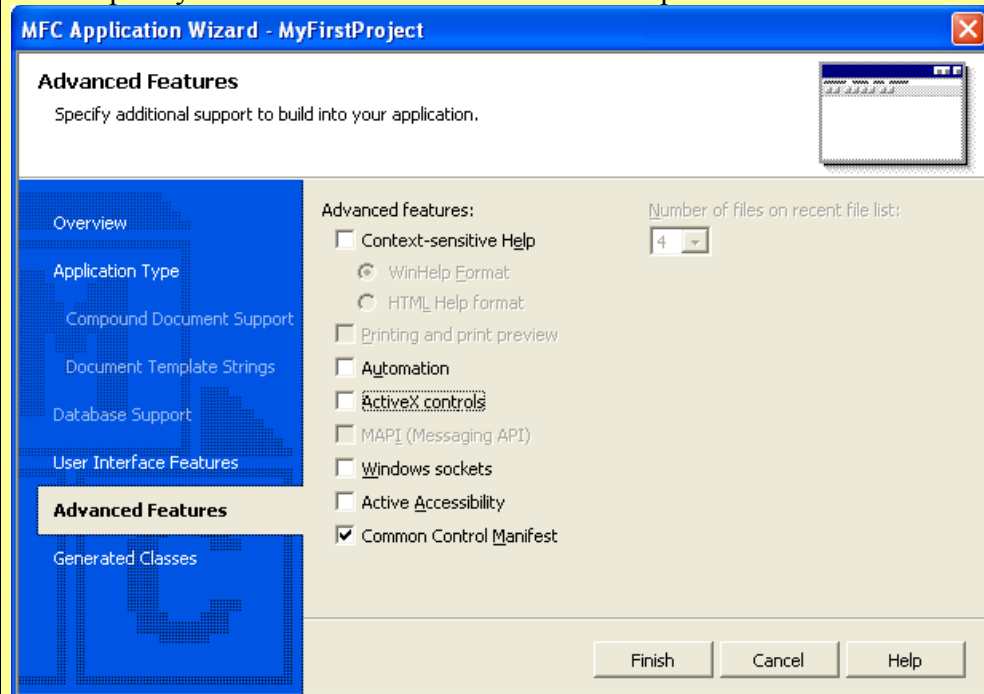 MFC Application Wizard - MyFirstProject
Advanced Features
Specify additional support to build into your application.
Overview
Application Type
Compound Document Support
Document Template Strings
Database Support
User Interface Features
Advanced Features
Generated Classes
Advanced features:
Context-sensitive Help
WinHelp Format
HTML Help format
Printing and print preview
Automation
ActiveX controls
MAPI (Messaging API)
Windows sockets
Active Accessibility
Common Control Manifest
Number of files on recent file list:
4
Finish
Cancel
Help